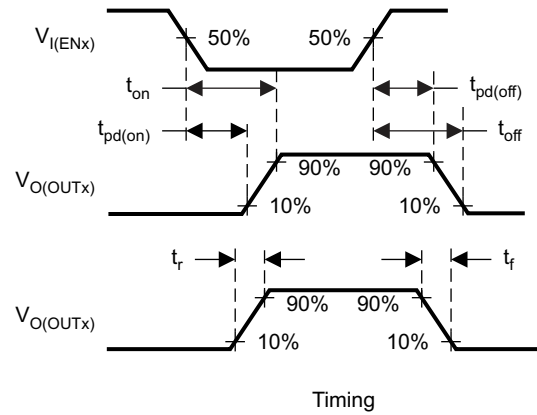 V_I(ENx)
50% 50%
t_on t_pd(off)
t_pd(on) t_off
V_O(OUTx)
90% 90%
10% 10%
t_r t_f
V_O(OUTx)
90% 90%
10% 10%
Timing